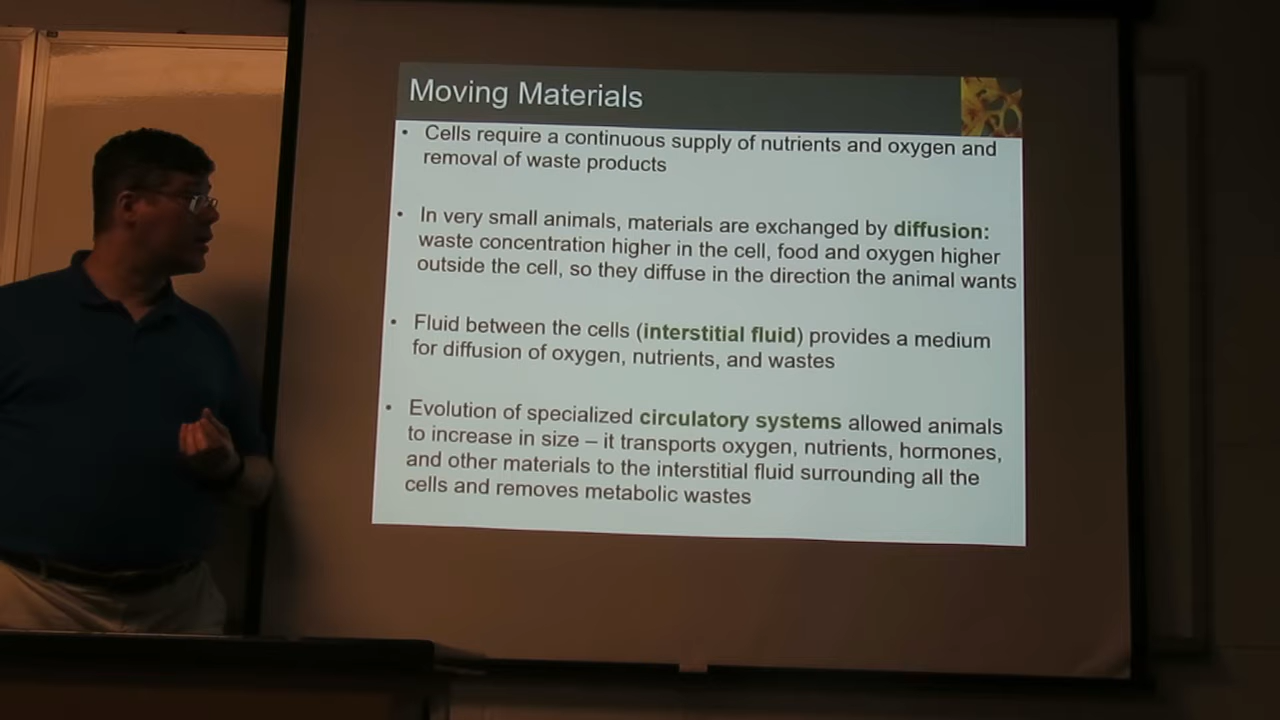 Moving Materials
• Cells require a continuous supply of nutrients and oxygen and
removal of waste products
• In very small animals, materials are exchanged by diffusion:
waste concentration higher in the cell, food and oxygen higher
outside the cell, so they diffuse in the direction the animal wants
• Fluid between the cells (interstitial fluid) provides a medium
for diffusion of oxygen, nutrients, and wastes
• Evolution of specialized circulatory systems allowed animals
to increase in size – it transports oxygen, nutrients, hormones,
and other materials to the interstitial fluid surrounding all the
cells and removes metabolic wastes